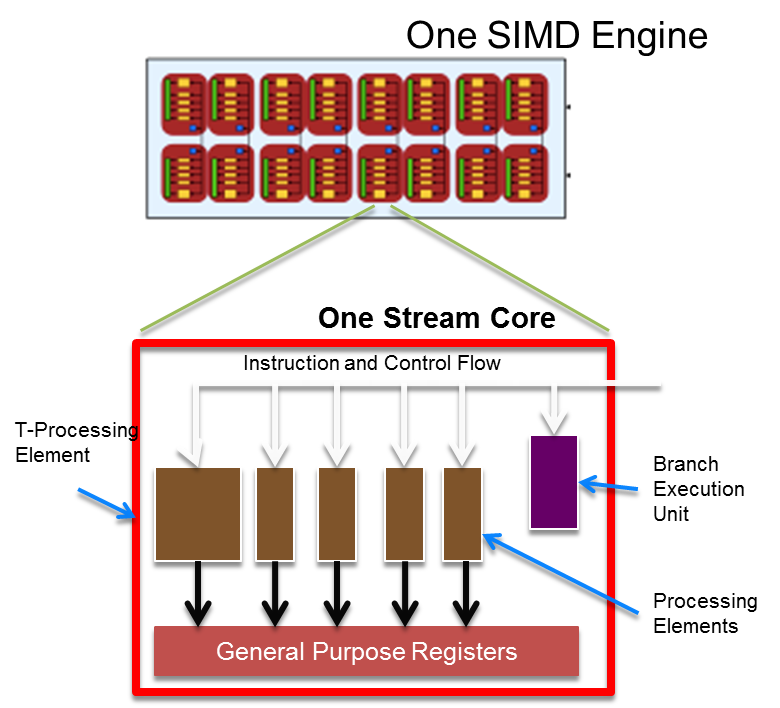 One SIMD Engine
One Stream Core
Instruction and Control Flow
T-Processing
Element
Branch
Execution
Unit
Processing
Elements
General Purpose Registers